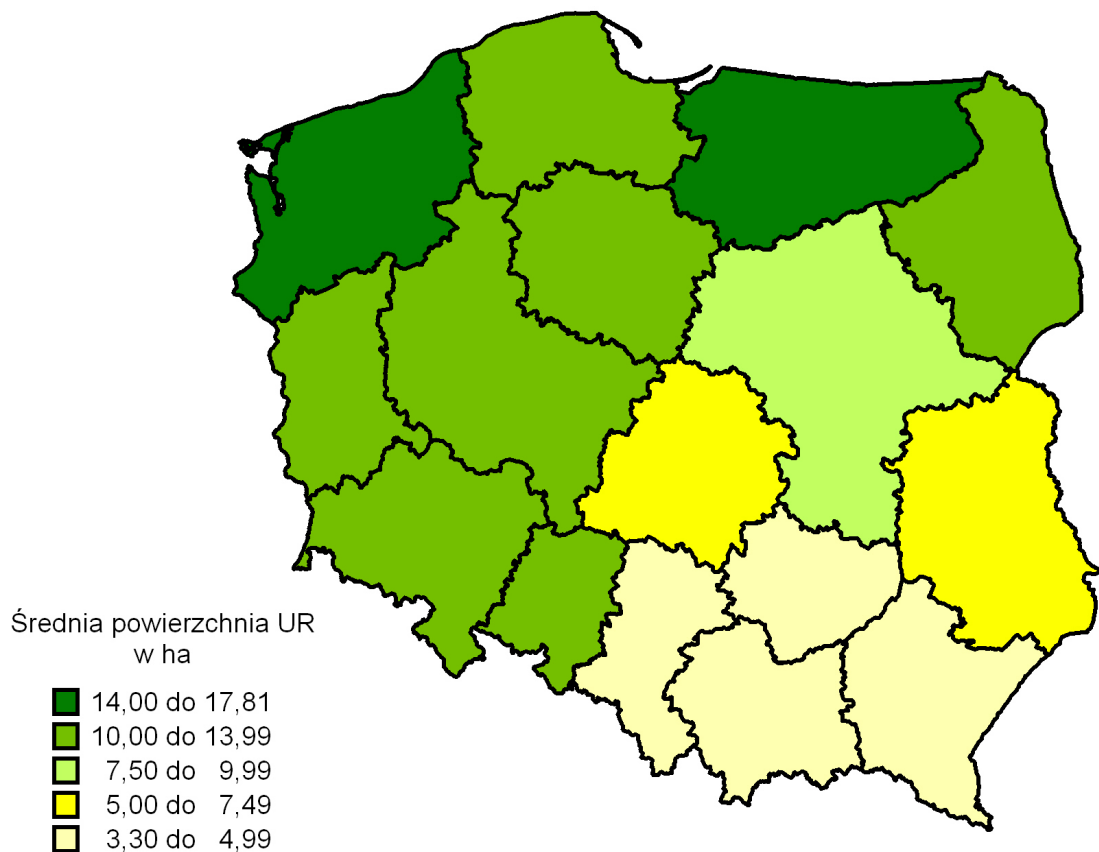 Średnia powierzchnia UR
w ha
14,00 do 17,81
10,00 do 13,99
7,50 do 9,99
5,00 do 7,49
3,30 do 4,99